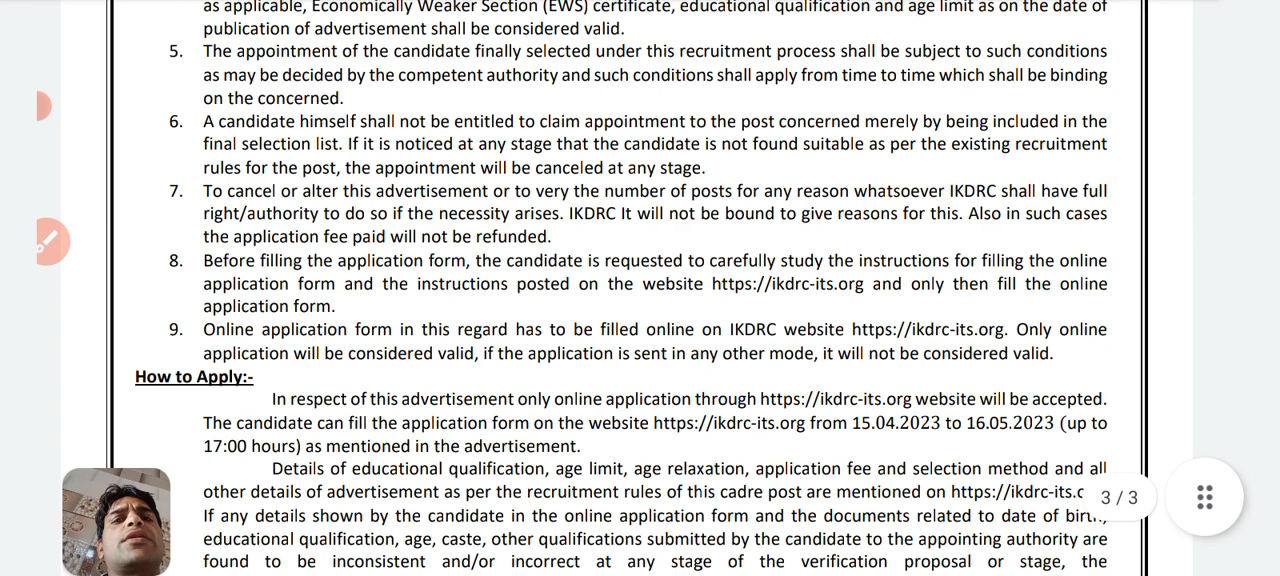 as applicable, Economically Weaker Section (EWS) certificate, educational qualification and age limit as on the date of
publication of advertisement shall be considered valid.
5. The appointment of the candidate finally selected under this recruitment process shall be subject to such conditions
as may be decided by the competent authority and such conditions shall apply from time to time which shall be binding
on the concerned.
6. A candidate himself shall not be entitled to claim appointment to the post concerned merely by being included in the
final selection list. If it is noticed at any stage that the candidate is not found suitable as per the existing recruitment
rules for the post, the appointment will be canceled at any stage.
7. To cancel or alter this advertisement or to very the number of posts for any reason whatsoever IKDRC shall have full
right/authority to do so if the necessity arises. IKDRC It will not be bound to give reasons for this. Also in such cases
the application fee paid will not be refunded.
8. Before filling the application form, the candidate is requested to carefully study the instructions for filling the online
application form and the instructions posted on the website https://ikdrc-its.org and only then fill the online
application form.
9. Online application form in this regard has to be filled online on IKDRC website https://ikdrc-its.org. Only online
application will be considered valid, if the application is sent in any other mode, it will not be considered valid.
How to Apply:-
In respect of this advertisement only online application through https://ikdrc-its.org website will be accepted.
The candidate can fill the application form on the website https://ikdrc-its.org from 15.04.2023 to 16.05.2023 (up to
17:00 hours) as mentioned in the advertisement.
Details of educational qualification, age limit, age relaxation, application fee and selection method and all
other details of advertisement as per the recruitment rules of this cadre post are mentioned on https://ikdrc-its.c
3 / 3
If any details shown by the candidate in the online application form and the documents related to date of birth,
educational qualification, age, caste, other qualifications submitted by the candidate to the appointing authority are
found to be inconsistent and/or incorrect at any stage of the verification proposal or stage, the